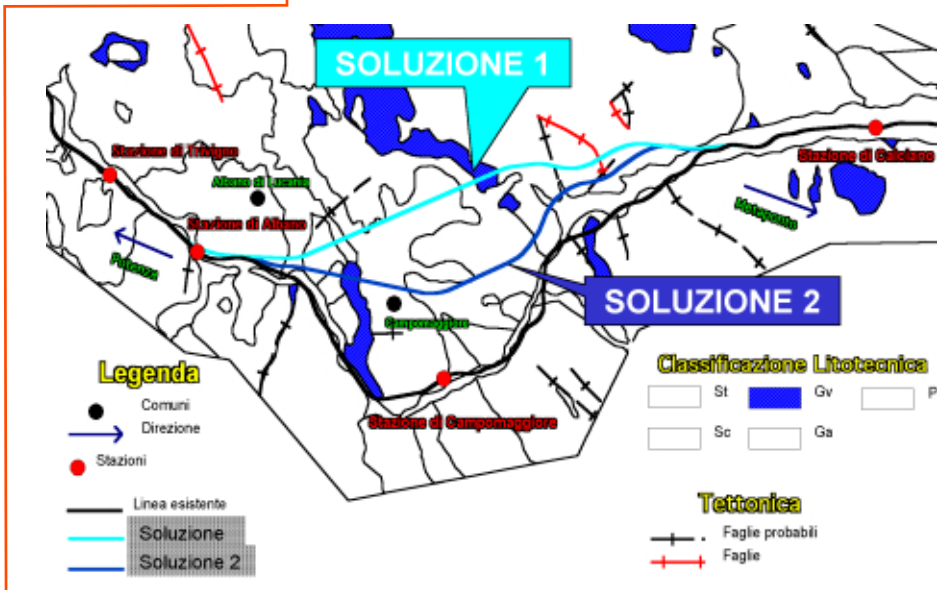 SOLUZIONE 1
Stazione di Trivigno
Albano di Lucania
Stazione di Albano
Potenza
Stazione di Calciano
Metaponto
SOLUZIONE 2
Campomaggiore
Stazione di Campomaggiore
Legenda
Comuni
Direzione
Stazioni
Linea esistente
Soluzione
Soluzione 2
Classificazione Litotecnica
St
Gv
P
Sc
Ga
Tettonica
Faglie probabili
Faglie